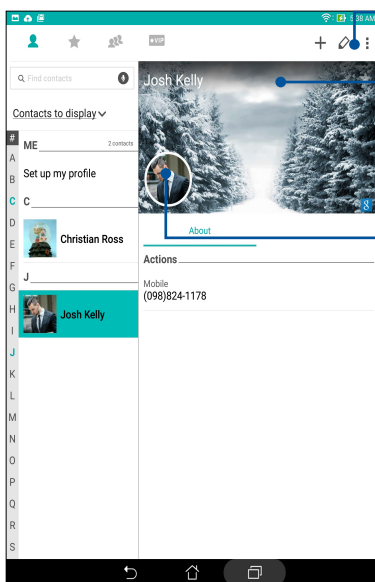 5:38 AM
VIP
Find contacts
Contacts to display
ME
2 contacts
Set up my profile
C
Christian Ross
J
Josh Kelly
#
A
B
C
D
E
F
G
H
I
J
K
L
M
N
O
P
Q
R
S
Josh Kelly
8
About
Actions
Mobile
(098)824-1178